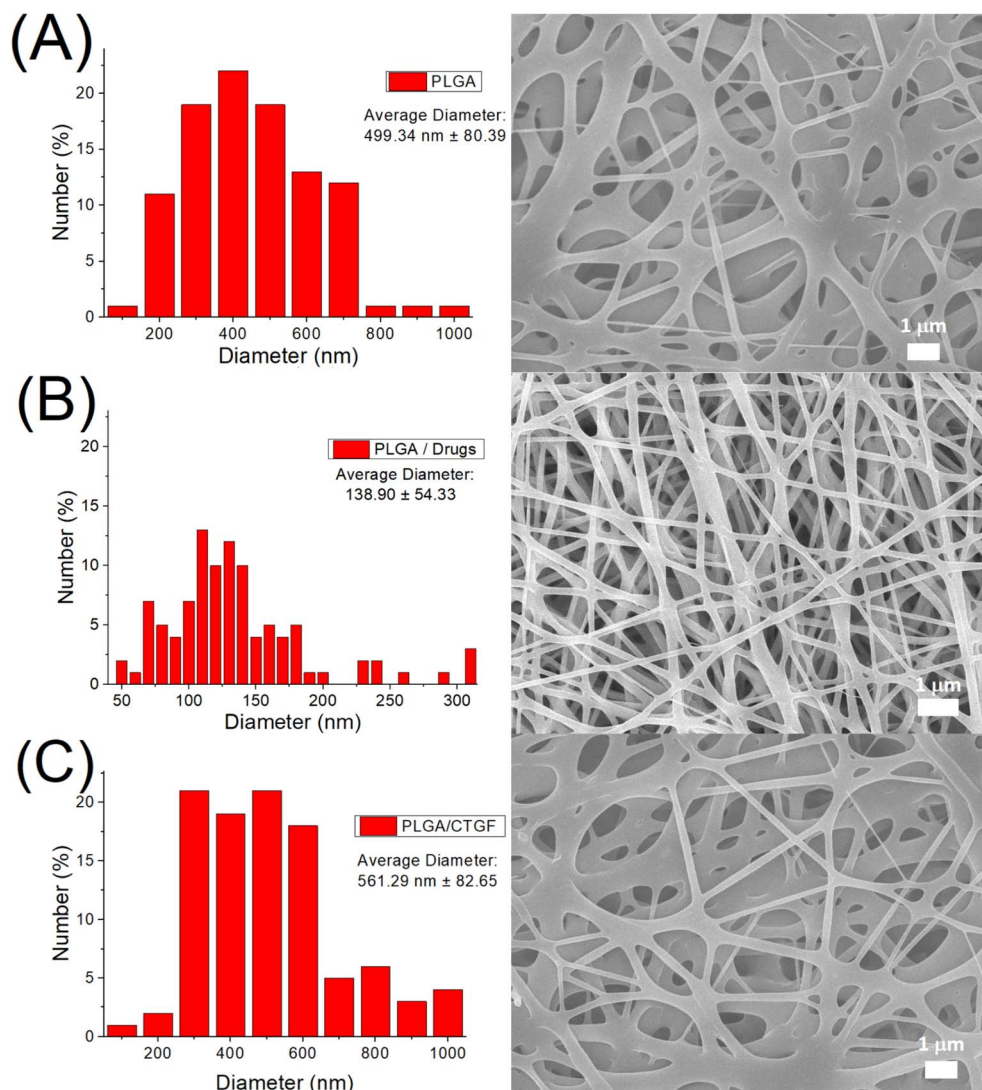 (A)
20
15
10
5
0
Number (%)
PLGA
Average Diameter:
499.34 nm ± 80.39
200 400 600 800 1000
Diameter (nm)
1 μm
(B)
20
15
10
5
0
Number (%)
PLGA / Drugs
Average Diameter:
138.90 ± 54.33
50 100 150 200 250 300
Diameter (nm)
1 μm
(C)
20
15
10
5
0
Number (%)
PLGA/CTGF
Average Diameter:
561.29 nm ± 82.65
200 400 600 800 1000
Diameter (nm)
1 μm